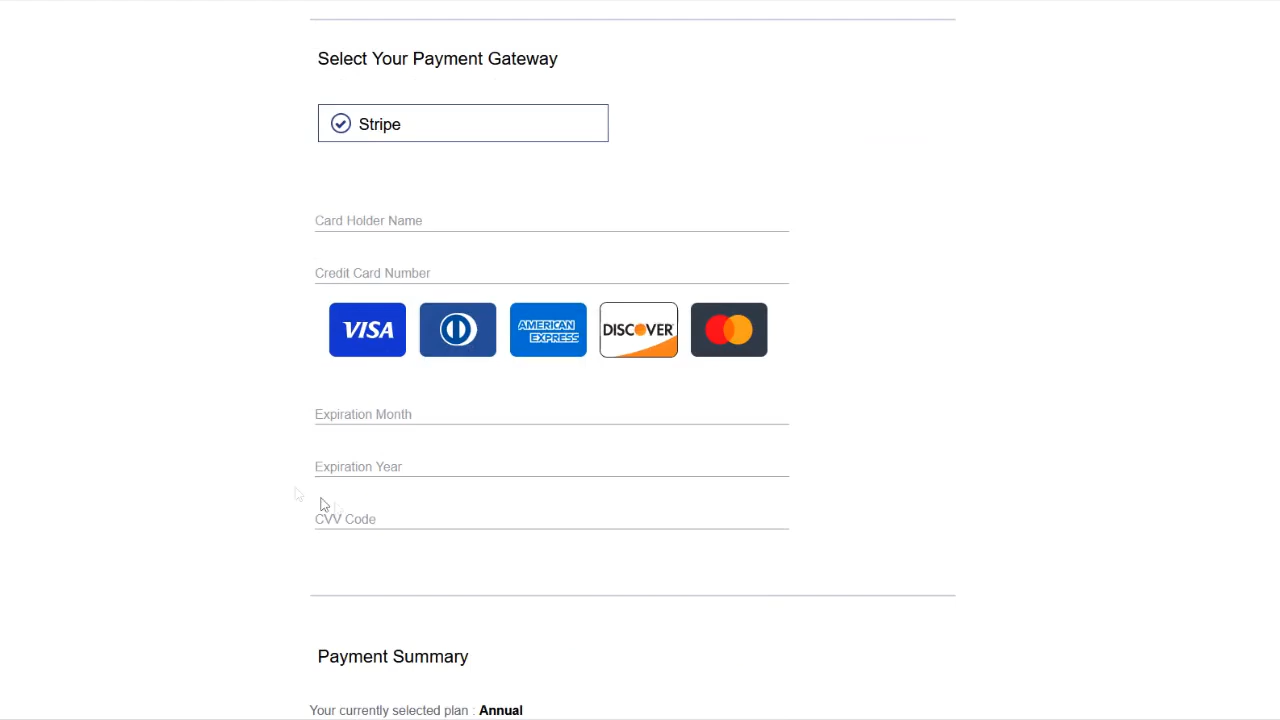 Select Your Payment Gateway
Stripe
Card Holder Name
Credit Card Number
VISA
AMERICAN
EXPRESS
DISCOVER
Expiration Month
Expiration Year
CVV Code
Payment Summary
Your currently selected plan : Annual